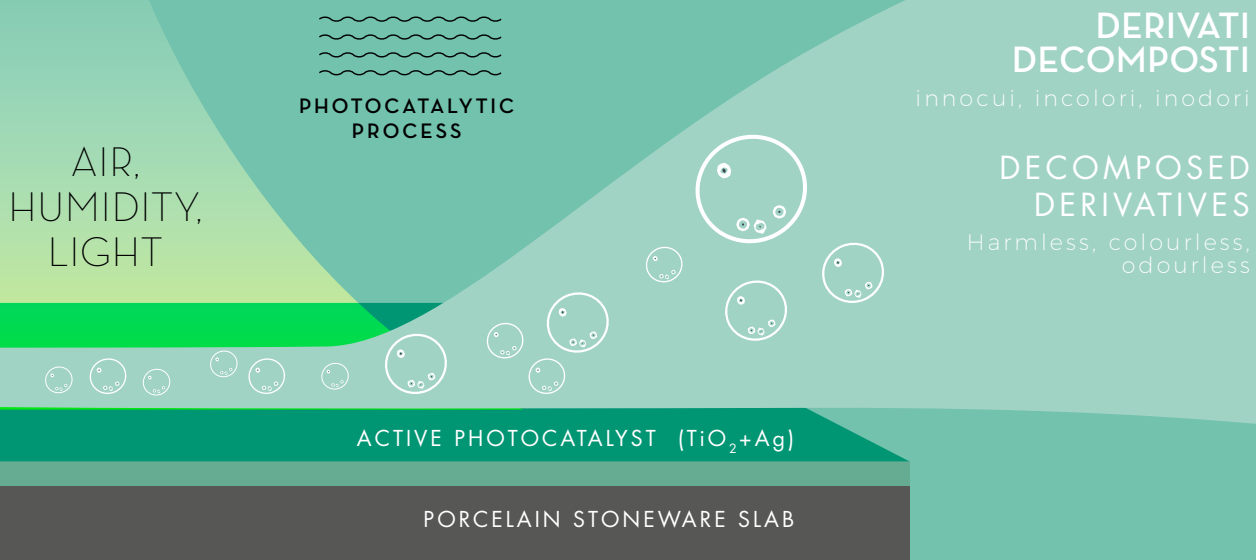 PHOTOCATALYTIC
PROCESS
AIR,
HUMIDITY,
LIGHT
DERIVATI
DECOMPOSTI
innocui, incolori, inodori
DECOMPOSED
DERIVATIVES
Harmless, colourless,
odourless
ACTIVE PHOTOCATALYST (TiO₂+Ag)
PORCELAIN STONEWARE SLAB